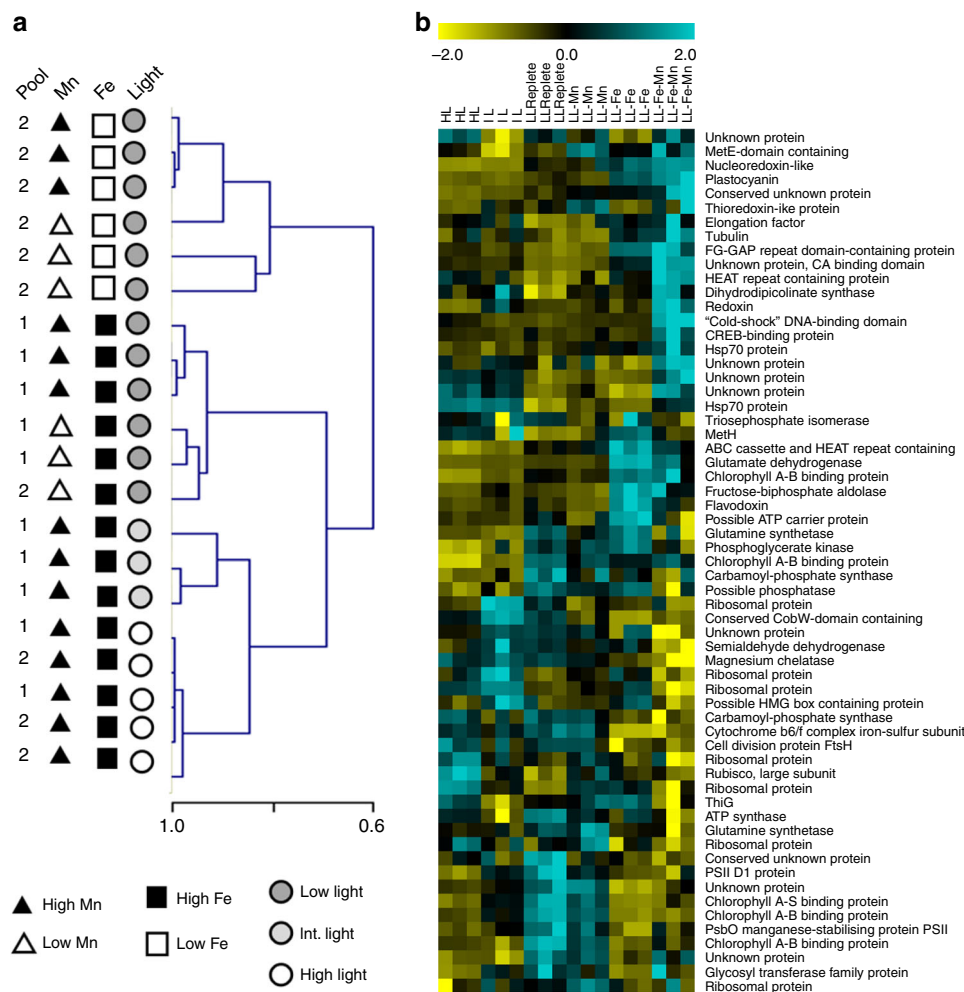 a
Pool Mn Fe Light
2
2
2
2
2
2
1
1
1
1
1
2
1
1
1
1
2
1
2
2
1.0 0.6
High Mn
Low Mn
High Fe
Low Fe
Low light
Int. light
High light
b
−2.0 0.0 2.0
HL
HL
HL
IL
IL
IL
LLReplete
LLReplete
LLReplete
LL-Mn
LL-Mn
LL-Mn
LL-Fe
LL-Fe
LL-Fe
LL-Fe-Mn
LL-Fe-Mn
LL-Fe-Mn
Unknown protein
MetE-domain containing
Nucleoredoxin-like
Plastocyanin
Conserved unknown protein
Thioredoxin-ike protein
Elongation factor
Tubulin
FG-GAP repeat domain-containing protein
Unknown protein, CA binding domain
HEAT repeat containing protein
Dihydrodipicolinate synthase
Redoxin
“Cold-shock” DNA-binding domain
CREB-binding protein
Hsp70 protein
Unknown protein
Unknown protein
Unknown protein
Hsp70 protein
Triosephosphate isomerase
MetH
ABC cassette and HEAT repeat containing
Glutamate dehydrogenase
Chlorophyll A-B binding protein
Fructose-biphosphate aldolase
Flavodoxin
Possible ATP carrier protein
Glutamine synthetase
Phosphoglycerate kinase
Chlorophyll A-B binding protein
Carbamoyl-phosphate synthase
Possible phosphatase
Ribosomal protein
Conserved CobW-domain containing
Unknown protein
Semialdehyde dehydrogenase
Magnesium chelatase
Ribosomal protein
Ribosomal protein
Possible HMG box containing protein
Carbamoyl-phosphate synthase
Cytochrome b6/f complex iron-sulfur subunit
Cell division protein FtsH
Ribosomal protein
Rubisco, large subunit
Ribosomal protein
ThiG
ATP synthase
Glutamine synthetase
Ribosomal protein
Conserved unknown protein
PSII D1 protein
Unknown protein
Chlorophyll A-S binding protein
Chlorophyll A-B binding protein
PsbO manganese-stabilising protein PSII
Chlorophyll A-B binding protein
Unknown protein
Glycosyl transferase family protein
Ribosomal protein